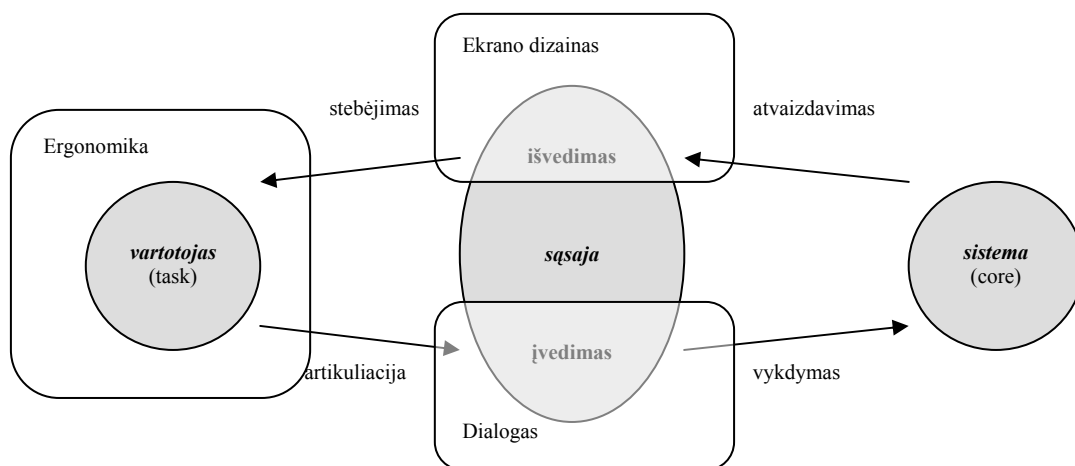 Ekrano dizainas
stebėjimas
atvaizdavimas
Ergonomika
išvedimas
vartotojas
(task)
sąsaja
sistema
(core)
įvedimas
artikuliacija
vykdymas
Dialogas